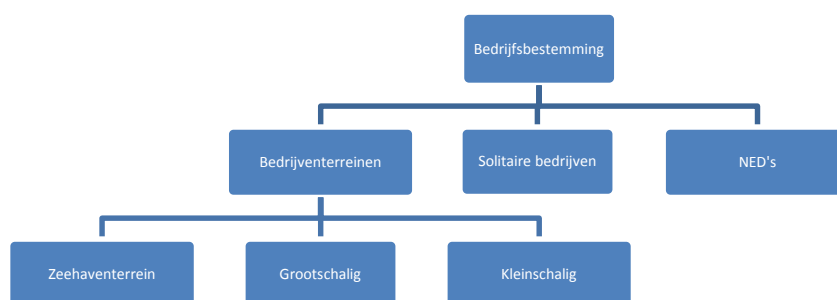 Bedrijfsbestemming
Bedrijventerreinen
Solitaire bedrijven
NED's
Zeehaventerrein
Grootschalig
Kleinschalig